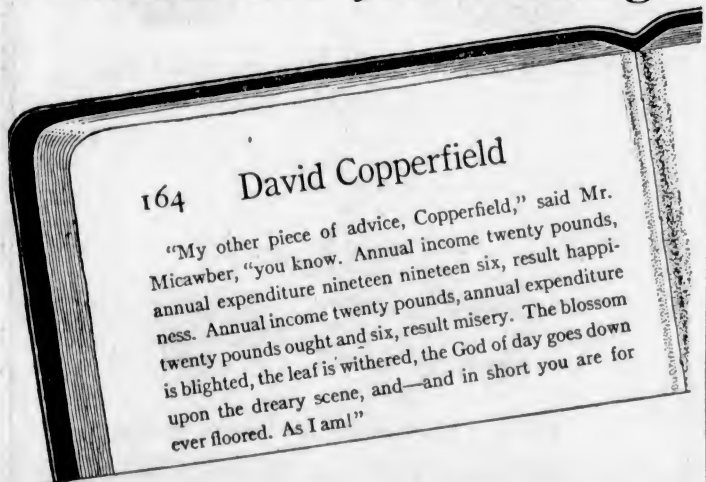 164 David Copperfield
“My other piece of advice, Copperfield,” said Mr.
Micawber, “you know. Annual income twenty pounds,
annual expenditure nineteen nineteen six, result happi-
ness. Annual income twenty pounds, annual expenditure
twenty pounds ought and six, result misery. The blossom
is blighted, the leaf is withered, the God of day goes down
upon the dreary scene, and—and in short you are for
ever floored. As I am!”